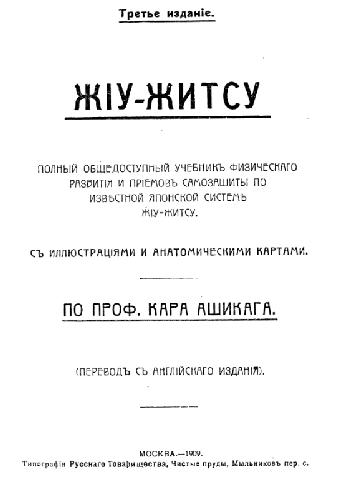 Третье изданіе.
ЖІУ-ЖИТСУ
ПОЛНЫЙ ОБЩЕДОСТУПНЫЙ УЧЕБНИКЪ ФИЗИЧЕСКАГО
РАЗВИТІЯ И ПРІЕМОВЪ САМОЗАЩИТЫ ПО
ИЗВѢСТНОЙ ЯПОНСКОЙ СИСТЕМѢ
ЖІУ-ЖИТСУ.
СЪ ИЛЛЮСТРАЦІЯМИ И АНАТОМИЧЕСКИМИ КАРТАМИ.
ПО ПРОФ. КАРА АШИКАГА.
(ПЕРЕВОДЪ СЪ АНГЛІЙСКАГО ИЗДАНІЯ).
МОСКВА.—1909.
Типографія Русскаго Товарищества, Чистые пруды, Мыльниковъ пер. с.